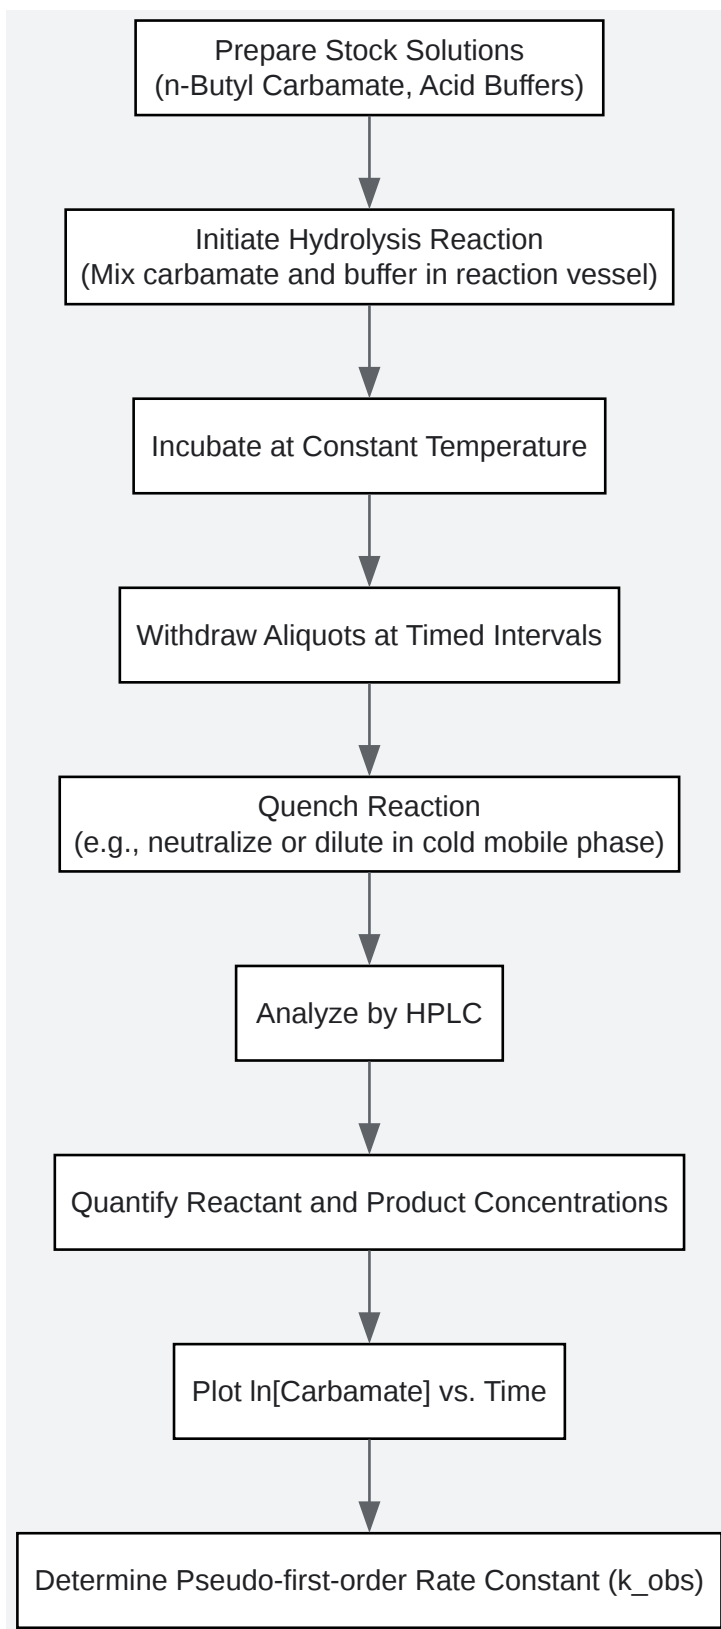 Prepare Stock Solutions
(n-Butyl Carbamate, Acid Buffers)
Initiate Hydrolysis Reaction
(Mix carbamate and buffer in reaction vessel)
Incubate at Constant Temperature
Withdraw Aliquots at Timed Intervals
Quench Reaction
(e.g., neutralize or dilute in cold mobile phase)
Analyze by HPLC
Quantify Reactant and Product Concentrations
Plot ln[Carbamate] vs. Time
Determine Pseudo-first-order Rate Constant (k_obs)